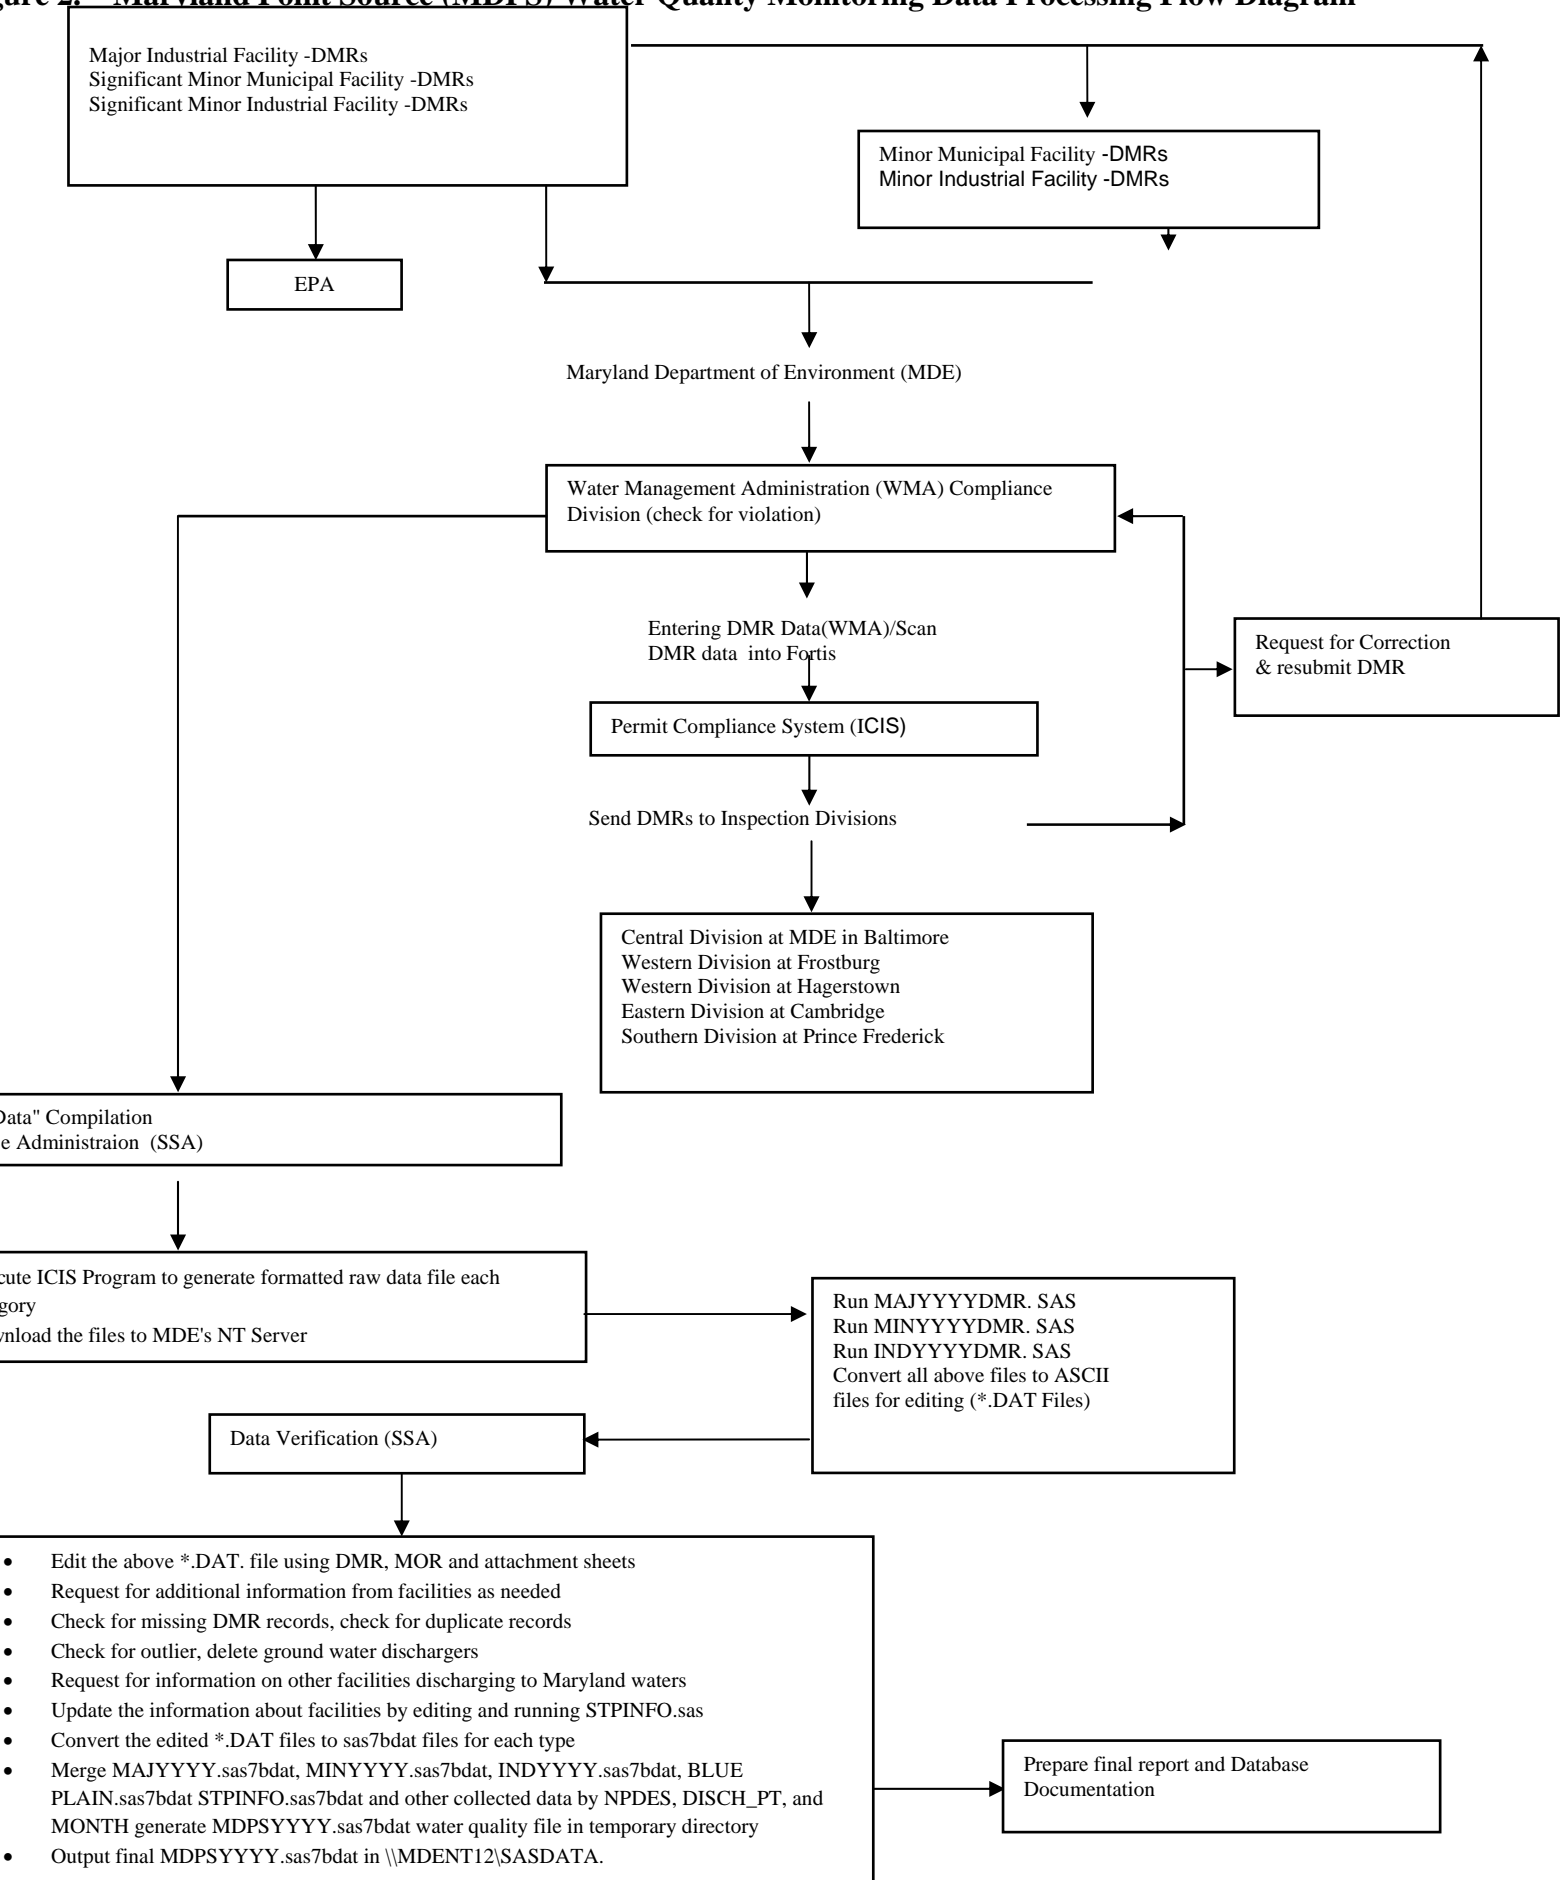 2. Maryland Point Source (MDPS) Water Quality Monitoring Data Processing Flow Diagram
Major Industrial Facility -DMRs
Significant Minor Municipal Facility -DMRs
Significant Minor Industrial Facility -DMRs
Minor Municipal Facility -DMRs
Minor Industrial Facility -DMRs
EPA
Maryland Department of Environment (MDE)
Water Management Administration (WMA) Compliance
Division (check for violation)
Entering DMR Data(WMA)/Scan
DMR data into Fortis
Request for Correction
& resubmit DMR
Permit Compliance System (ICIS)
Send DMRs to Inspection Divisions
Central Division at MDE in Baltimore
Western Division at Frostburg
Western Division at Hagerstown
Eastern Division at Cambridge
Southern Division at Prince Frederick
Data" Compilation
e Administraion (SSA)
cute ICIS Program to generate formatted raw data file each
gory
nload the files to MDE's NT Server
Run MAJYYYYDMR. SAS
Run MINYYYYDMR. SAS
Run INDYYYYDMR. SAS
Convert all above files to ASCII
files for editing (*.DAT Files)
Data Verification (SSA)
• Edit the above *.DAT. file using DMR, MOR and attachment sheets
• Request for additional information from facilities as needed
• Check for missing DMR records, check for duplicate records
• Check for outlier, delete ground water dischargers
• Request for information on other facilities discharging to Maryland waters
• Update the information about facilities by editing and running STPINFO.sas
• Convert the edited *.DAT files to sas7bdat files for each type
• Merge MAJYYYY.sas7bdat, MINYYYY.sas7bdat, INDYYYY.sas7bdat, BLUE
PLAIN.sas7bdat STPINFO.sas7bdat and other collected data by NPDES, DISCH_PT, and
MONTH generate MDPSYYYY.sas7bdat water quality file in temporary directory
• Output final MDPSYYYY.sas7bdat in \\MDENT12\SASDATA.
Prepare final report and Database
Documentation